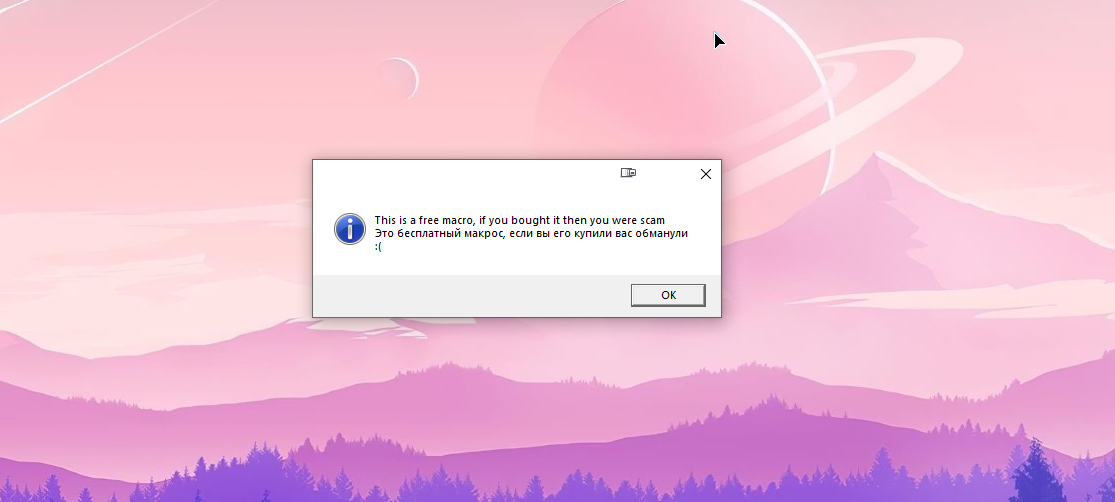 This is a free macro, if you bought it then you were scam
Это бесплатный макрос, если вы его купили вас обманули
:(
OK